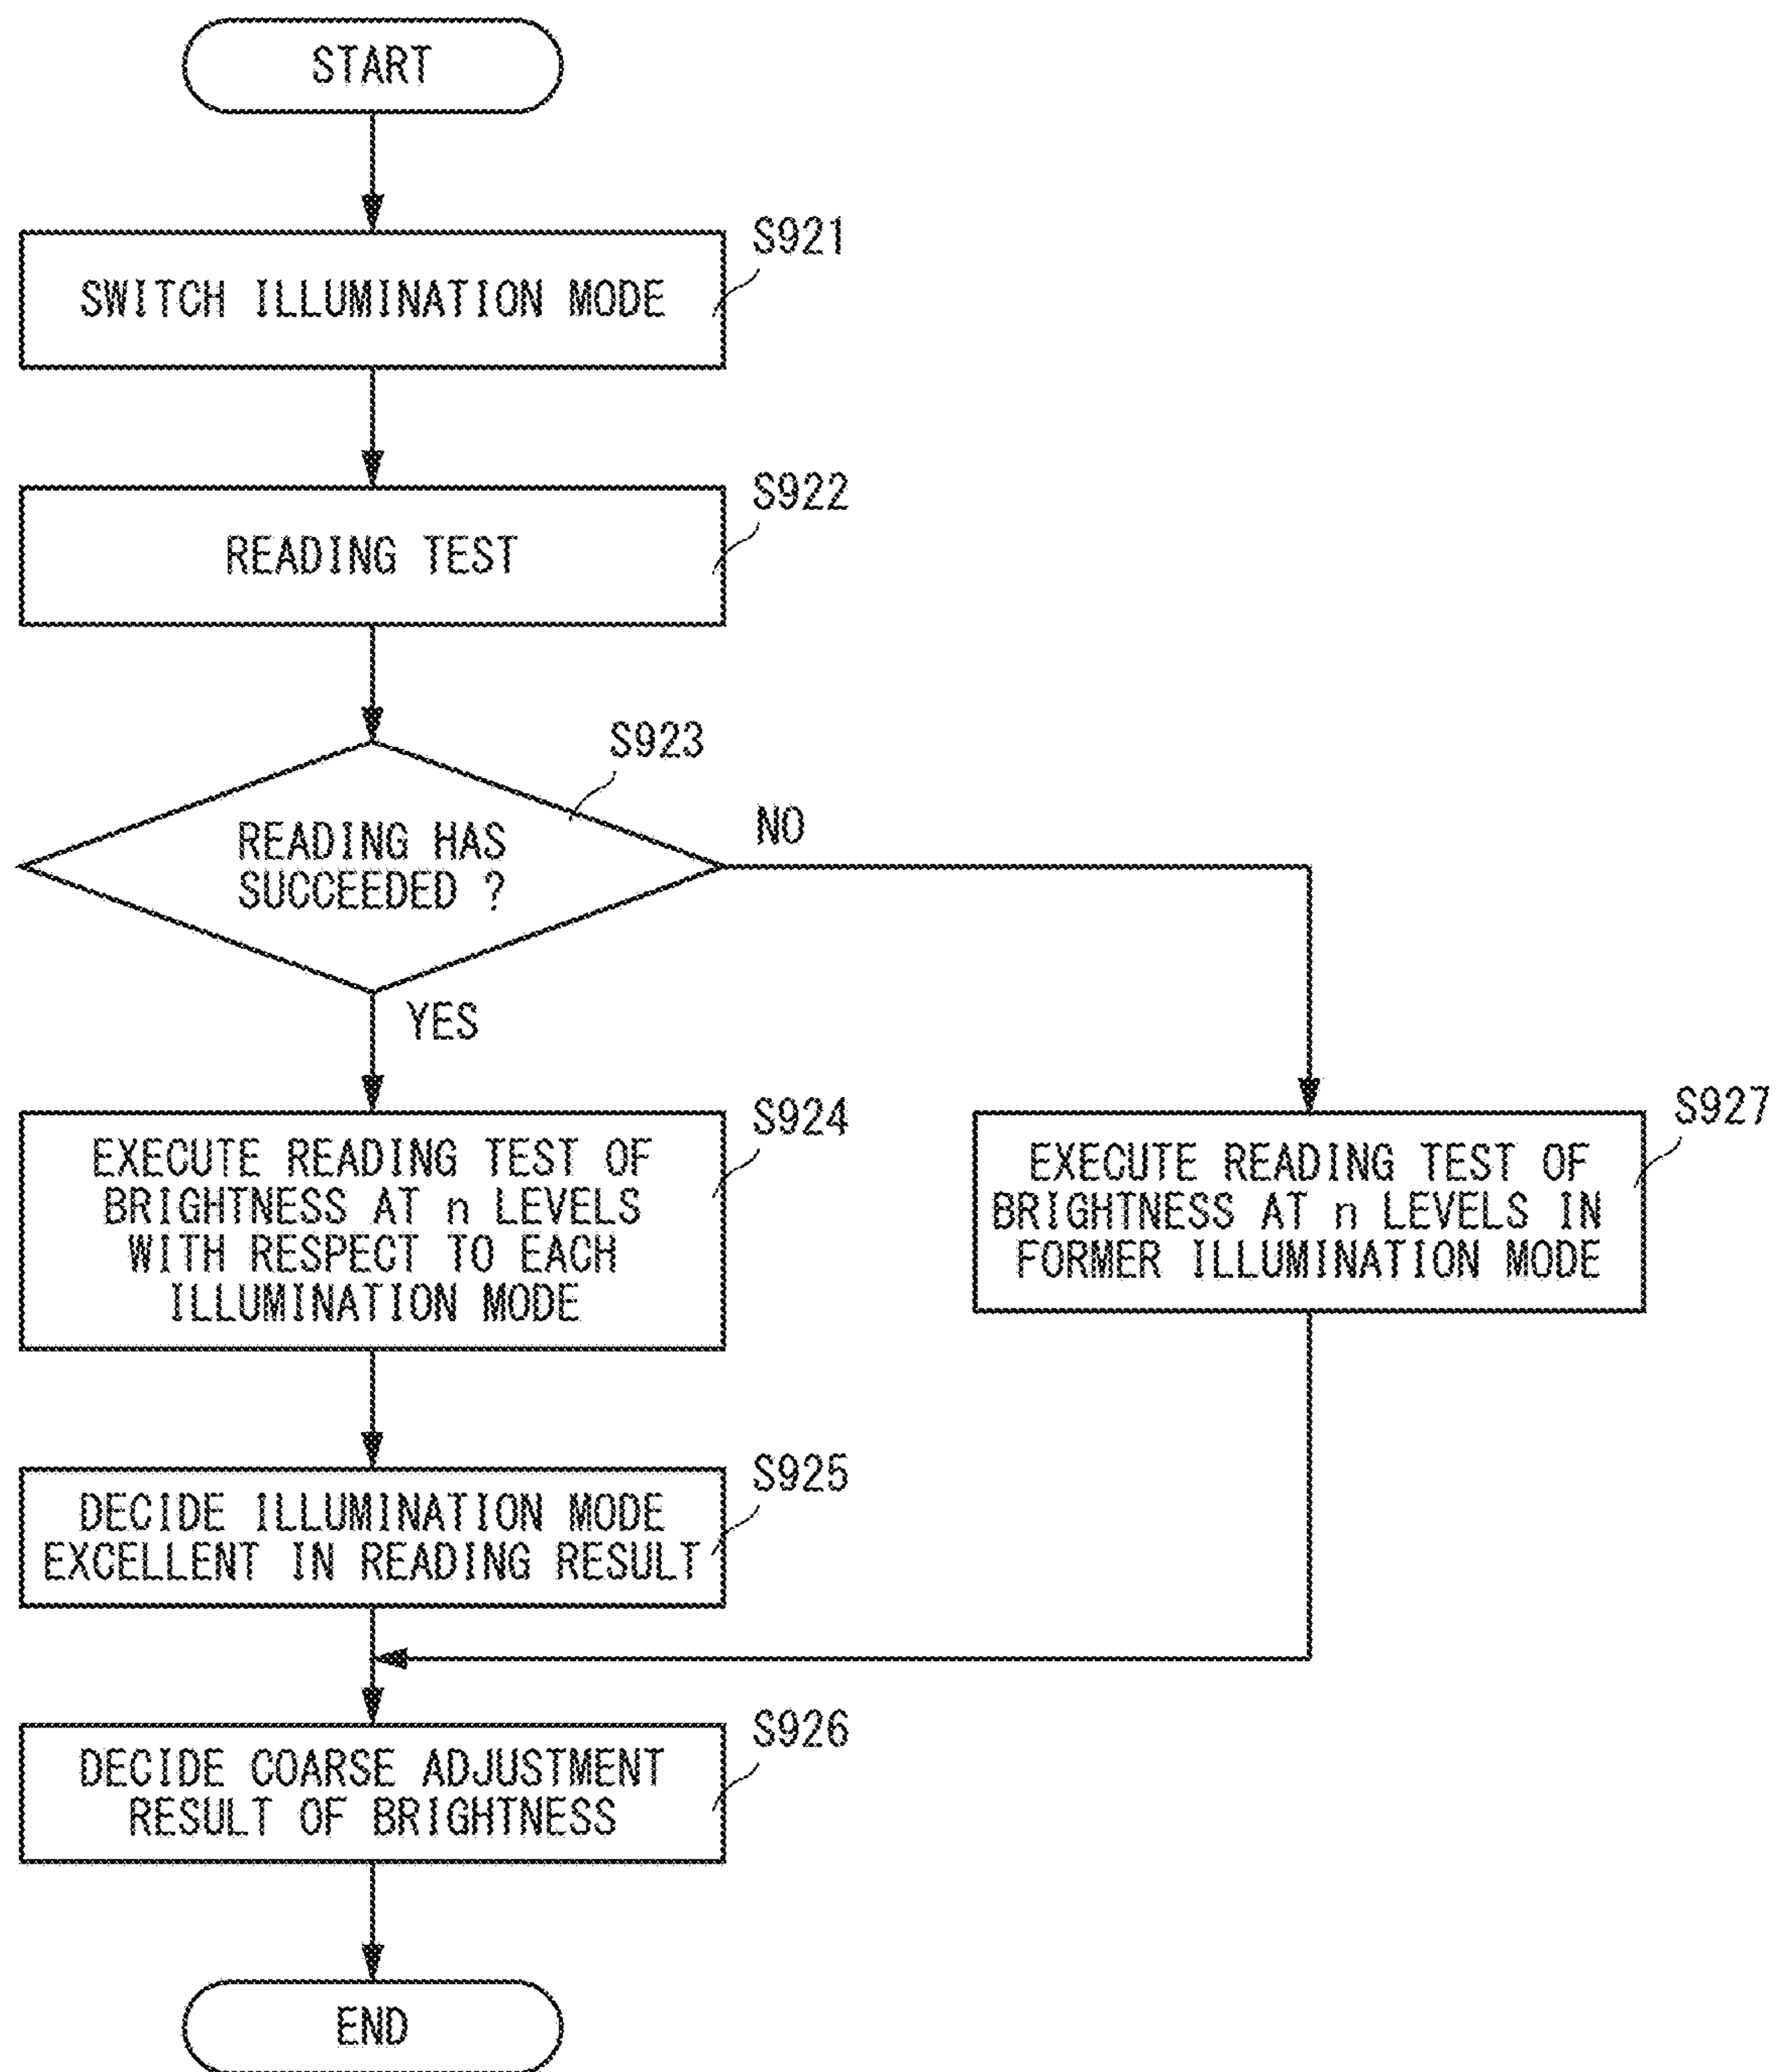 START
S921
SWITCH ILLUMINATION MODE
S922
READING TEST
S923
READING HAS
SUCCEEDED ?
NO
YES
S924
EXECUTE READING TEST OF
BRIGHTNESS AT n LEVELS
WITH RESPECT TO EACH
ILLUMINATION MODE
S927
EXECUTE READING TEST OF
BRIGHTNESS AT n LEVELS IN
FORMER ILLUMINATION MODE
S925
DECIDE ILLUMINATION MODE
EXCELLENT IN READING RESULT
S926
DECIDE COARSE ADJUSTMENT
RESULT OF BRIGHTNESS
END